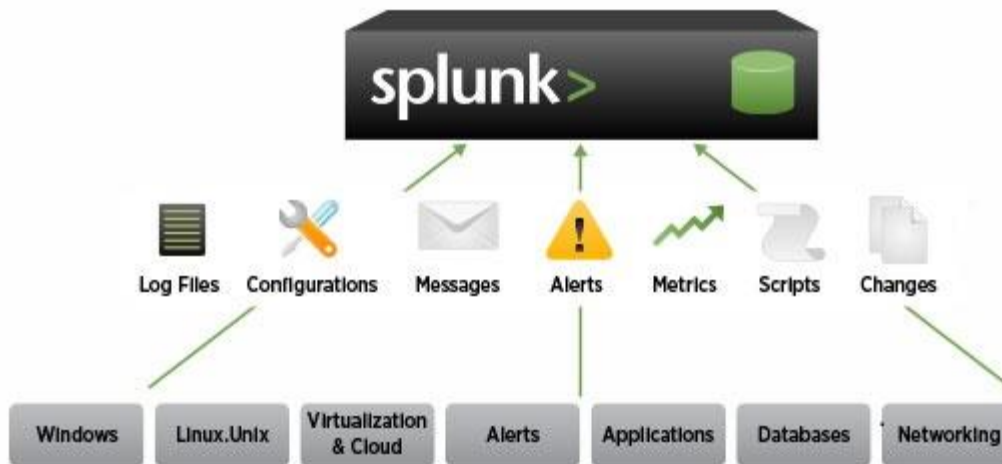 splunk>
Log Files
Configurations
Messages
Alerts
Metrics
Scripts
Changes
Windows
Linux.Unix
Virtualization
& Cloud
Alerts
Applications
Databases
Networking